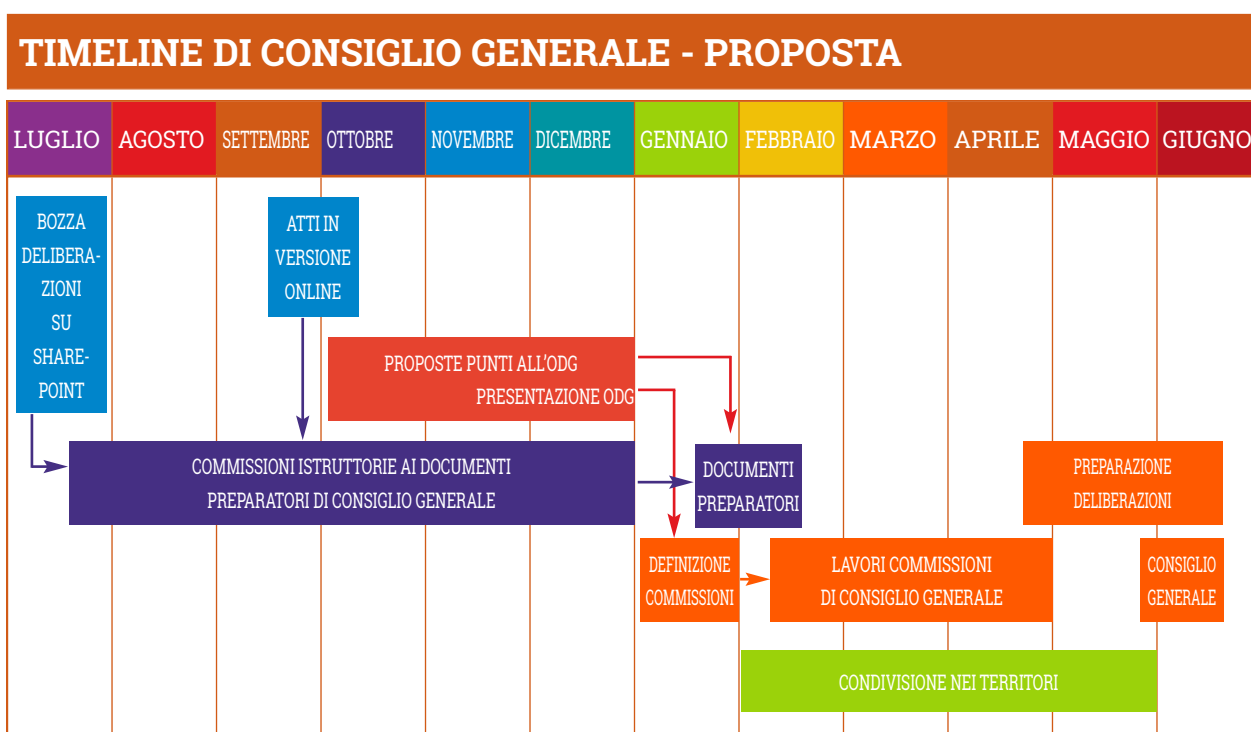 TIMELINE DI CONSIGLIO GENERALE - PROPOSTA
LUGLIO AGOSTO SETTEMBRE OTTOBRE NOVEMBRE DICEMBRE GENNAIO FEBBRAIO MARZO APRILE MAGGIO GIUGNO
BOZZA
DELIBERA-
ZIONI
SU
SHARE-
POINT
ATTI IN
VERSIONE
ONLINE
PROPOSTE PUNTI ALL'ODG
PRESENTAZIONE ODG
COMMISSIONI ISTRUTTORIE AI DOCUMENTI
PREPARATORI DI CONSIGLIO GENERALE
DOCUMENTI
PREPARATORI
PREPARAZIONE
DELIBERAZIONI
DEFINIZIONE
COMMISSIONI
LAVORI COMMISSIONI
DI CONSIGLIO GENERALE
CONSIGLIO
GENERALE
CONDIVISIONE NEI TERRITORI